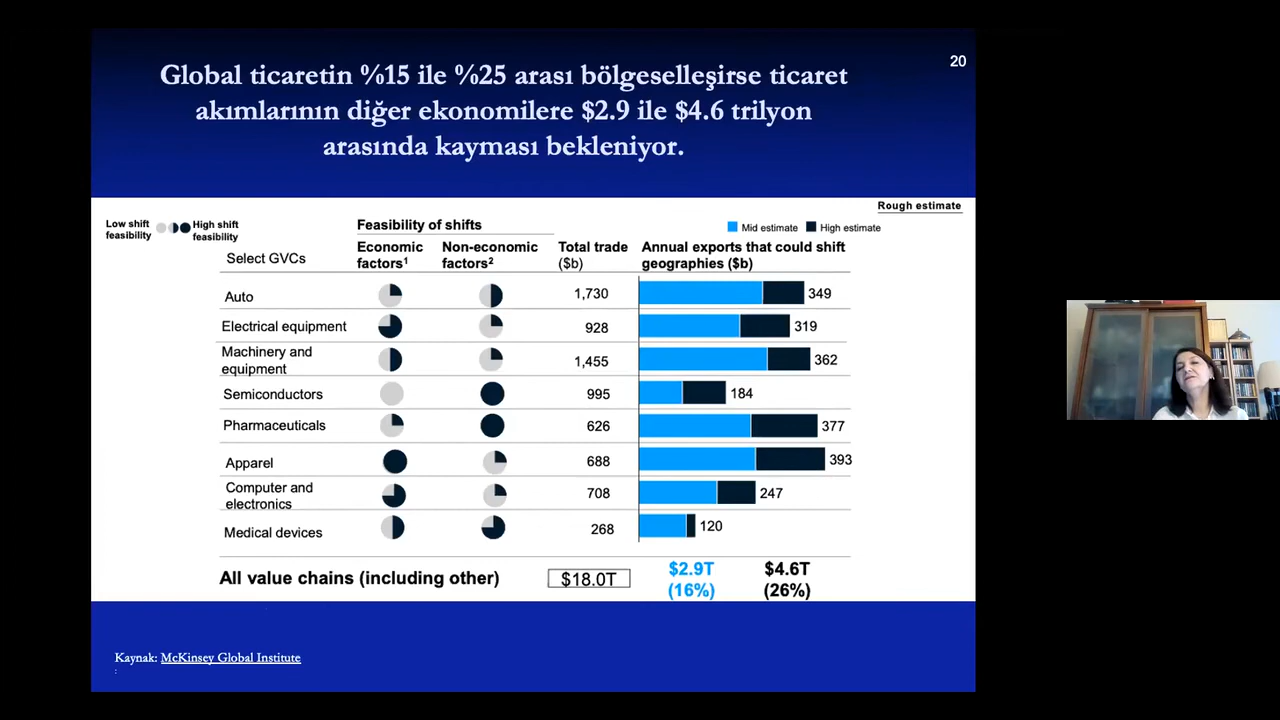 20
Global ticaretin %15 ile %25 arası bölgeselleşirse ticaret
akımlarının diğer ekonomilere $2.9 ile $4.6 trilyon
arasında kayması bekleniyor.
Rough estimate
Low shift feasibility
High shift feasibility
Feasibility of shifts
Mid estimate High estimate
Select GVCs
Economic factors1
Non-economic factors2
Total trade ($b)
Annual exports that could shift geographies ($b)
Auto 1,730 349
Electrical equipment 928 319
Machinery and equipment 1,455 362
Semiconductors 995 184
Pharmaceuticals 626 377
Apparel 688 393
Computer and electronics 708 247
Medical devices 268 120
All value chains (including other) $18.0T $2.9T (16%) $4.6T (26%)
Kaynak: McKinsey Global Institute
: